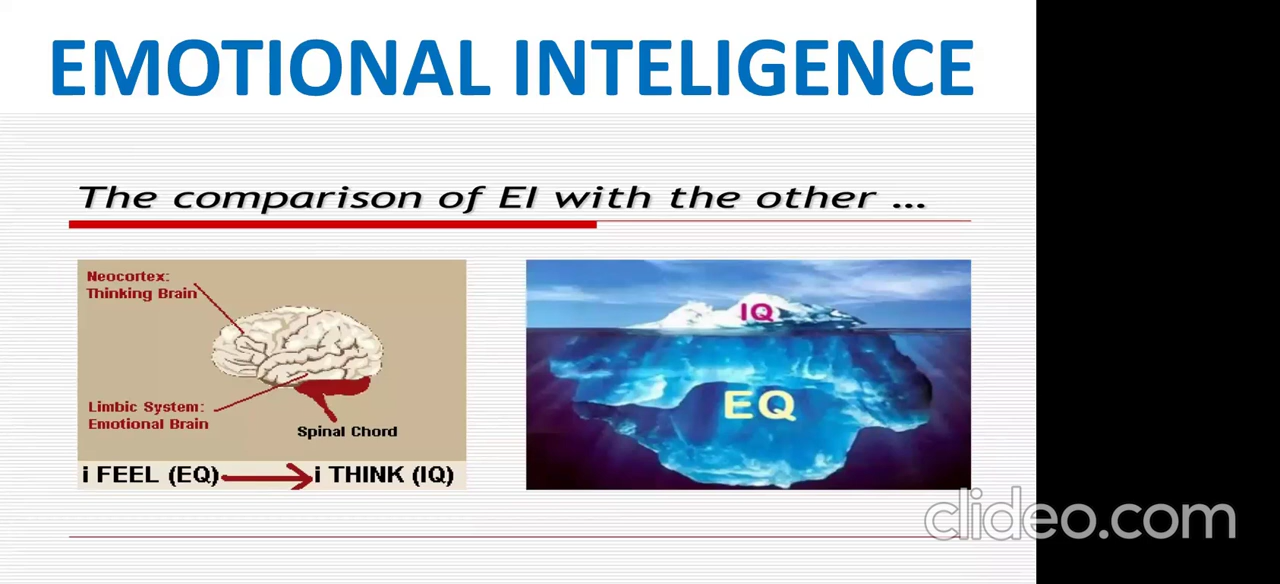 EMOTIONAL INTELIGENCE
The comparison of EI with the other ...
Neocortex:
Thinking Brain
Limbic System:
Emotional Brain
Spinal Chord
i FEEL (EQ) i THINK (IQ)
IQ
EQ
clideo.com